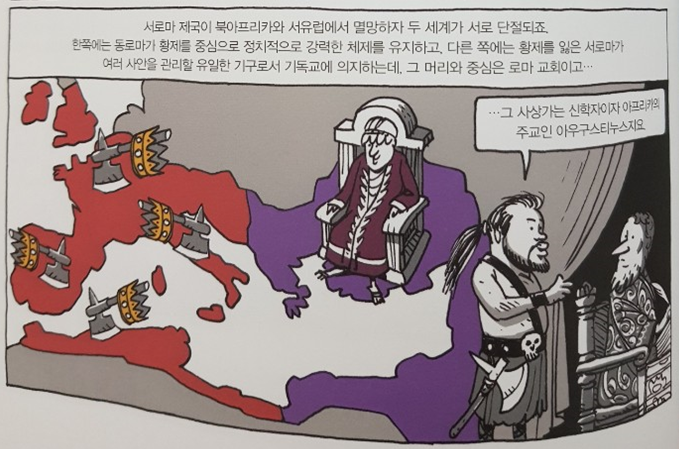 서로마 제국이 북아프리카와 서유럽에서 멸망하자 두 세계가 서로 단절되죠.
한쪽에는 동로마가 황제를 중심으로 정치적으로 강력한 체제를 유지하고, 다른 쪽에는 황제를 잃은 서로마가
여러 사안을 관리할 유일한 기구로서 기독교에 의지하는데, 그 머리와 중심은 로마 교회이고…
…그 사상가는 신학자이자 아프리카의
주교인 아우구스티누스지요.